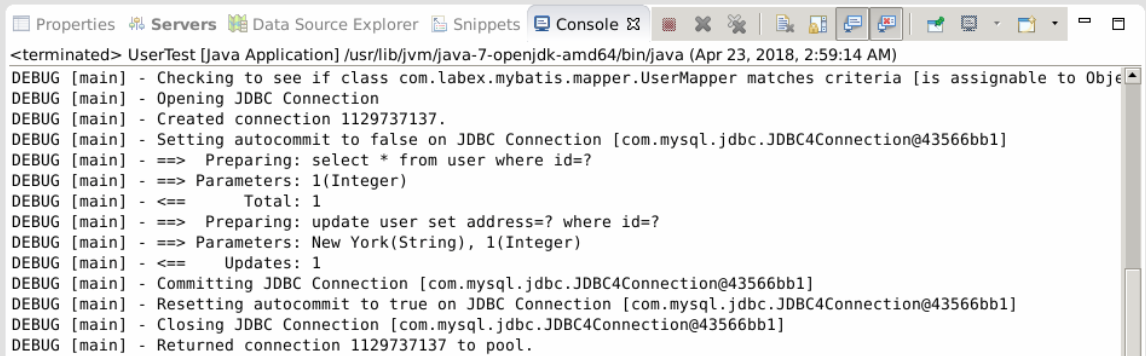 Properties Servers Data Source Explorer Snippets Console
<terminated> UserTest [Java Application] /usr/lib/jvm/java-7-openjdk-amd64/bin/java (Apr 23, 2018, 2:59:14 AM)
DEBUG [main] - Checking to see if class com.labex.mybatis.mapper.UserMapper matches criteria [is assignable to Obje
DEBUG [main] - Opening JDBC Connection
DEBUG [main] - Created connection 1129737137.
DEBUG [main] - Setting autocommit to false on JDBC Connection [com.mysql.jdbc.JDBC4Connection@43566bb1]
DEBUG [main] - ==>  Preparing: select * from user where id=?
DEBUG [main] - ==> Parameters: 1(Integer)
DEBUG [main] - <==      Total: 1
DEBUG [main] - ==>  Preparing: update user set address=? where id=?
DEBUG [main] - ==> Parameters: New York(String), 1(Integer)
DEBUG [main] - <==    Updates: 1
DEBUG [main] - Committing JDBC Connection [com.mysql.jdbc.JDBC4Connection@43566bb1]
DEBUG [main] - Resetting autocommit to true on JDBC Connection [com.mysql.jdbc.JDBC4Connection@43566bb1]
DEBUG [main] - Closing JDBC Connection [com.mysql.jdbc.JDBC4Connection@43566bb1]
DEBUG [main] - Returned connection 1129737137 to pool.